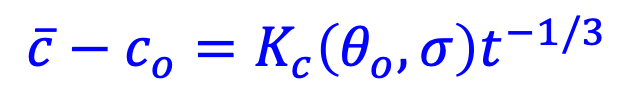 c̄ − cₒ = K_c(θₒ, σ)t^{−1/3}